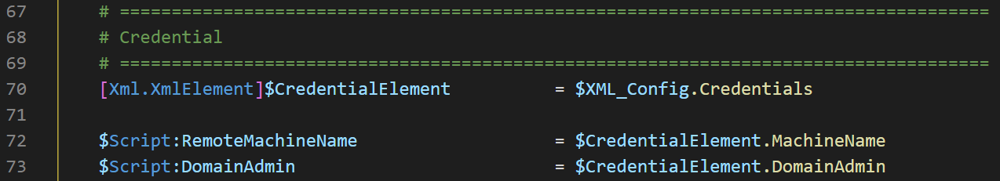 67 # ====================================================================================
68 # Credential
69 # ====================================================================================
70 [Xml.XmlElement]$CredentialElement = $XML_Config.Credentials
71
72 $Script:RemoteMachineName = $CredentialElement.MachineName
73 $Script:DomainAdmin = $CredentialElement.DomainAdmin